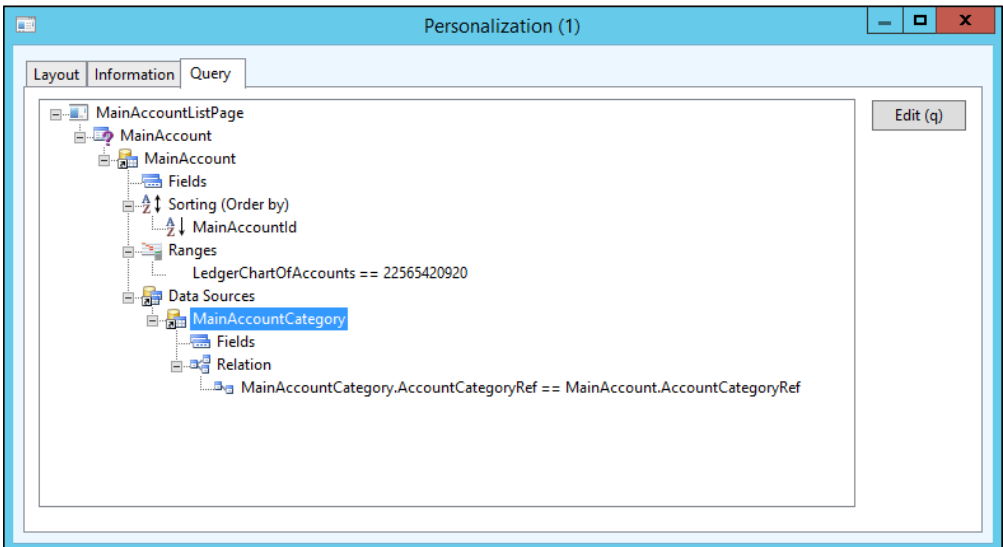 Personalization (1)
Layout Information Query
MainAccountListPage
Edit (q)
MainAccount
MainAccount
Fields
Sorting (Order by)
MainAccountId
Ranges
LedgerChartOfAccounts == 22565420920
Data Sources
MainAccountCategory
Fields
Relation
MainAccountCategory.AccountCategoryRef == MainAccount.AccountCategoryRef